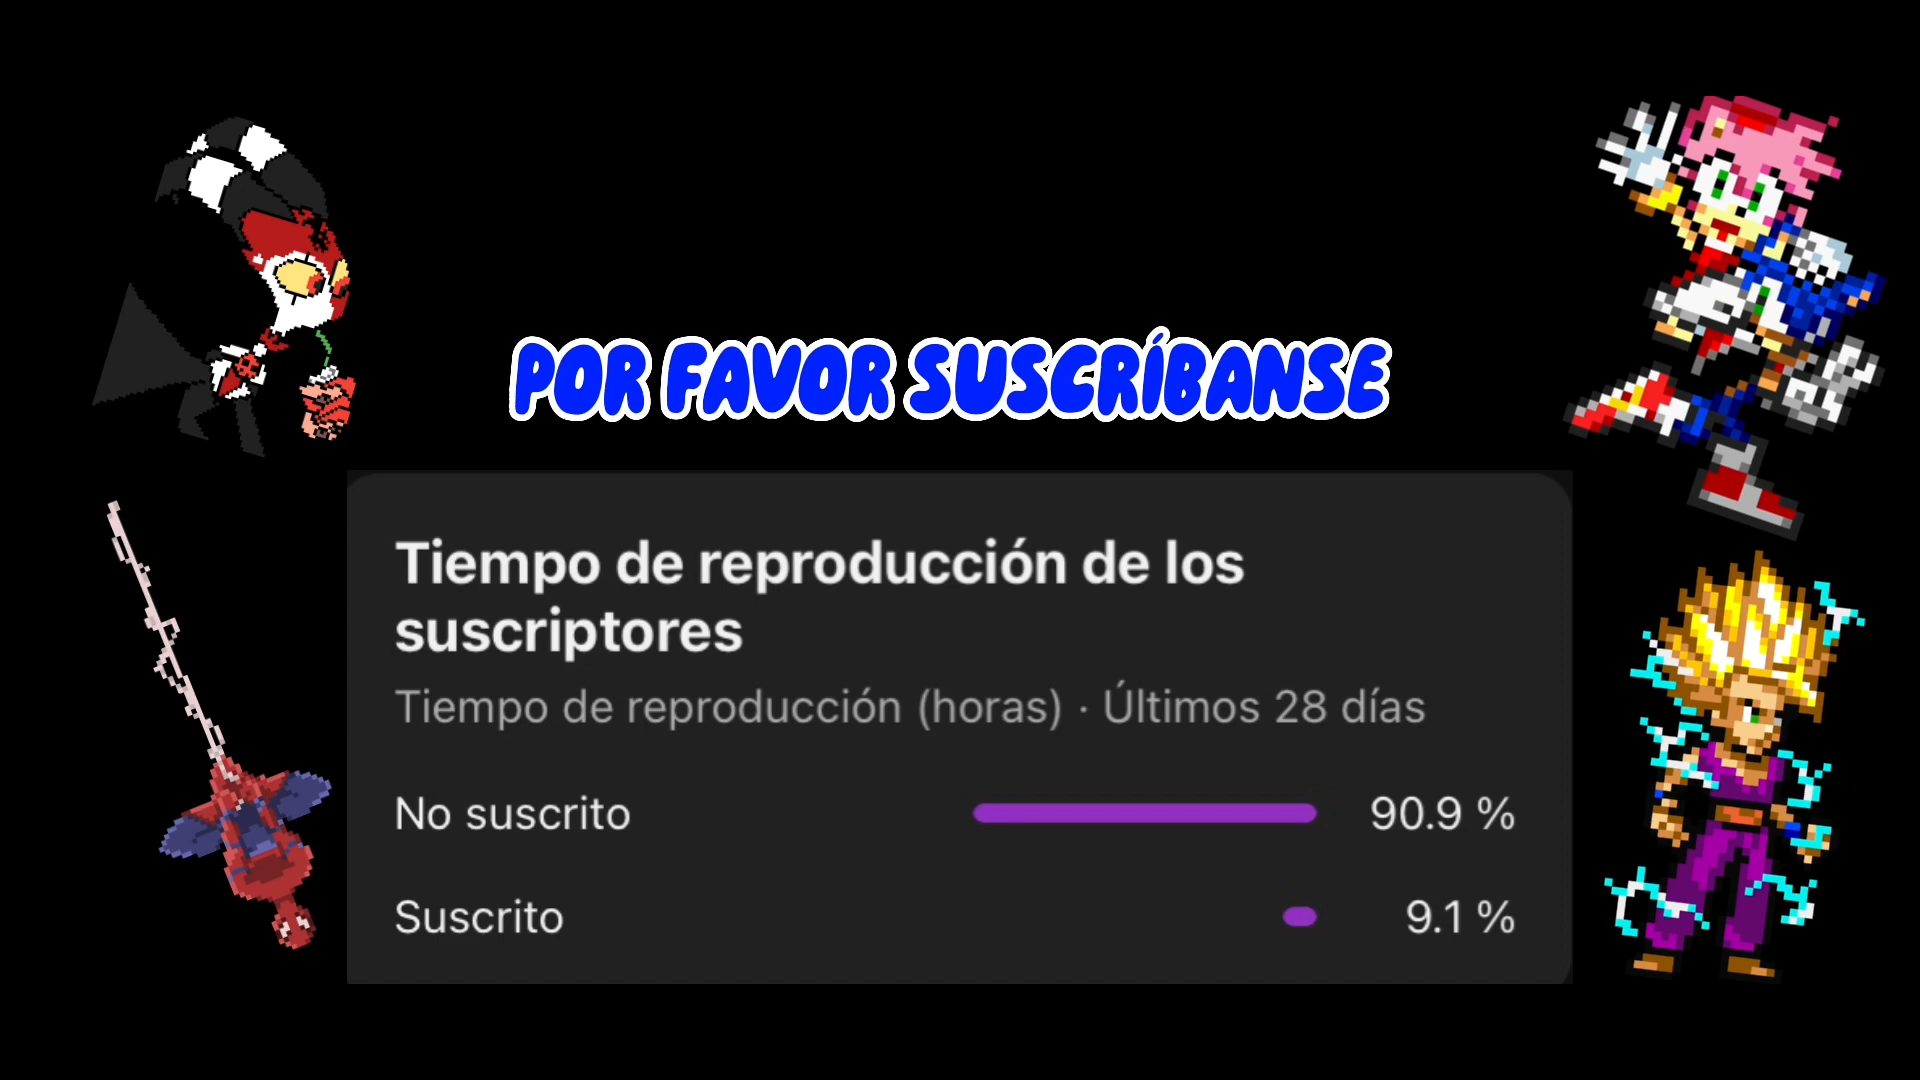 POR FAVOR SUSCRÍBANSE
Tiempo de reproducción de los
suscriptores
Tiempo de reproducción (horas) · Últimos 28 días
No suscrito 90.9 %
Suscrito 9.1 %